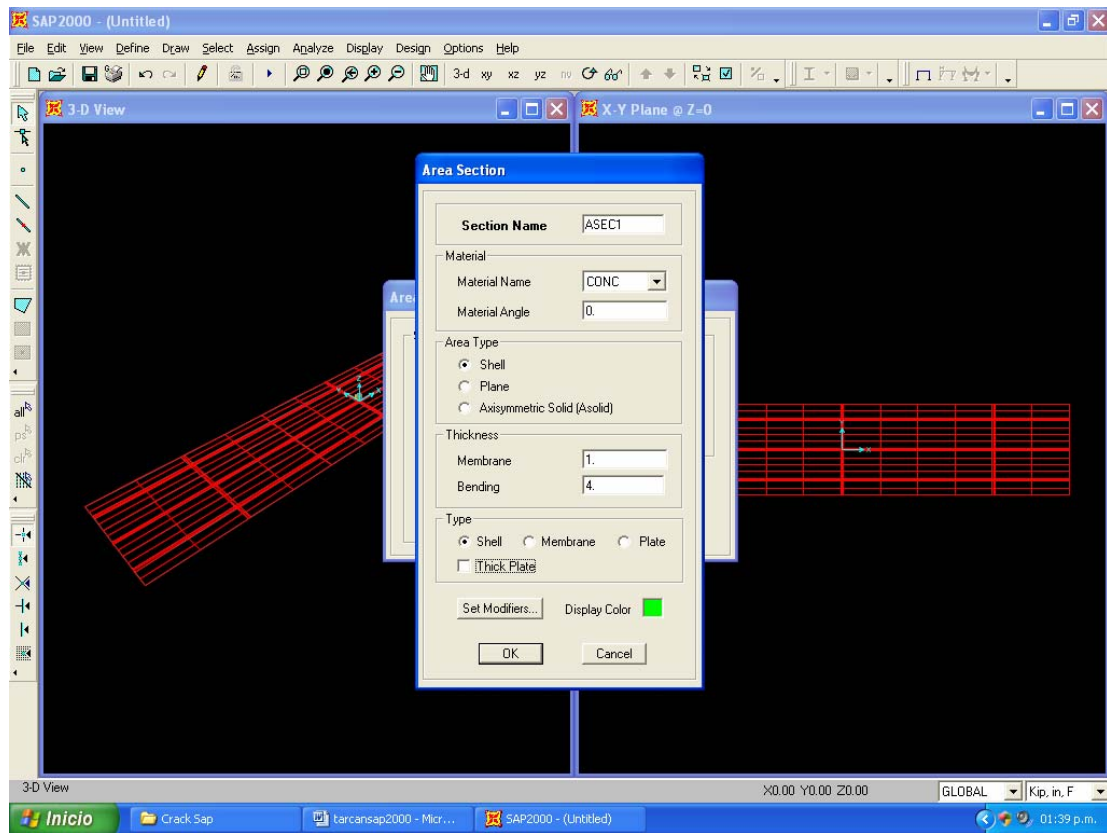 SAP2000 - (Untitled)
File Edit View Define Draw Select Assign Analyze Display Design Options Help
3-d xy xz yz nv
3-D View
X-Y Plane @ Z=0
Area Section
Section Name ASEC1
Material
Material Name CONC
Material Angle 0.
Area Type
Shell
Plane
Axisymmetric Solid (Asolid)
Thickness
Membrane 1.
Bending 4.
Type
Shell Membrane Plate
Thick Plate
Set Modifiers... Display Color
OK Cancel
Are
all
ps
clr
Z
X
Y
3-D View X0.00 Y0.00 Z0.00 GLOBAL Kip, in, F
Inicio Crack Sap tarcansap2000 - Micr... SAP2000 - (Untitled) 01:39 p.m.